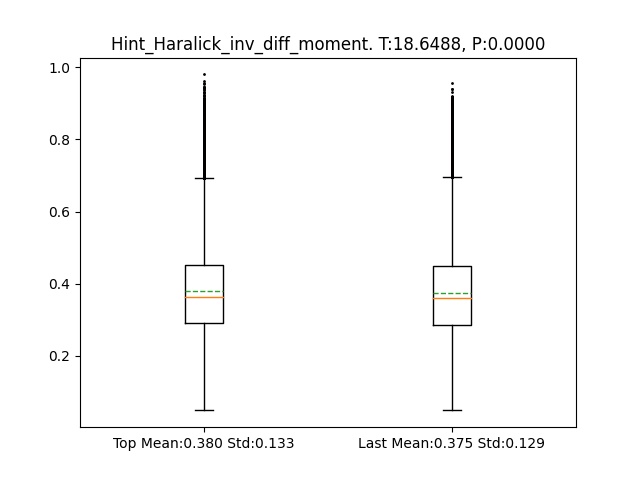 Hint_Haralick_inv_diff_moment. T:18.6488, P:0.0000
1.0
0.8
0.6
0.4
0.2
Top Mean:0.380 Std:0.133
Last Mean:0.375 Std:0.129